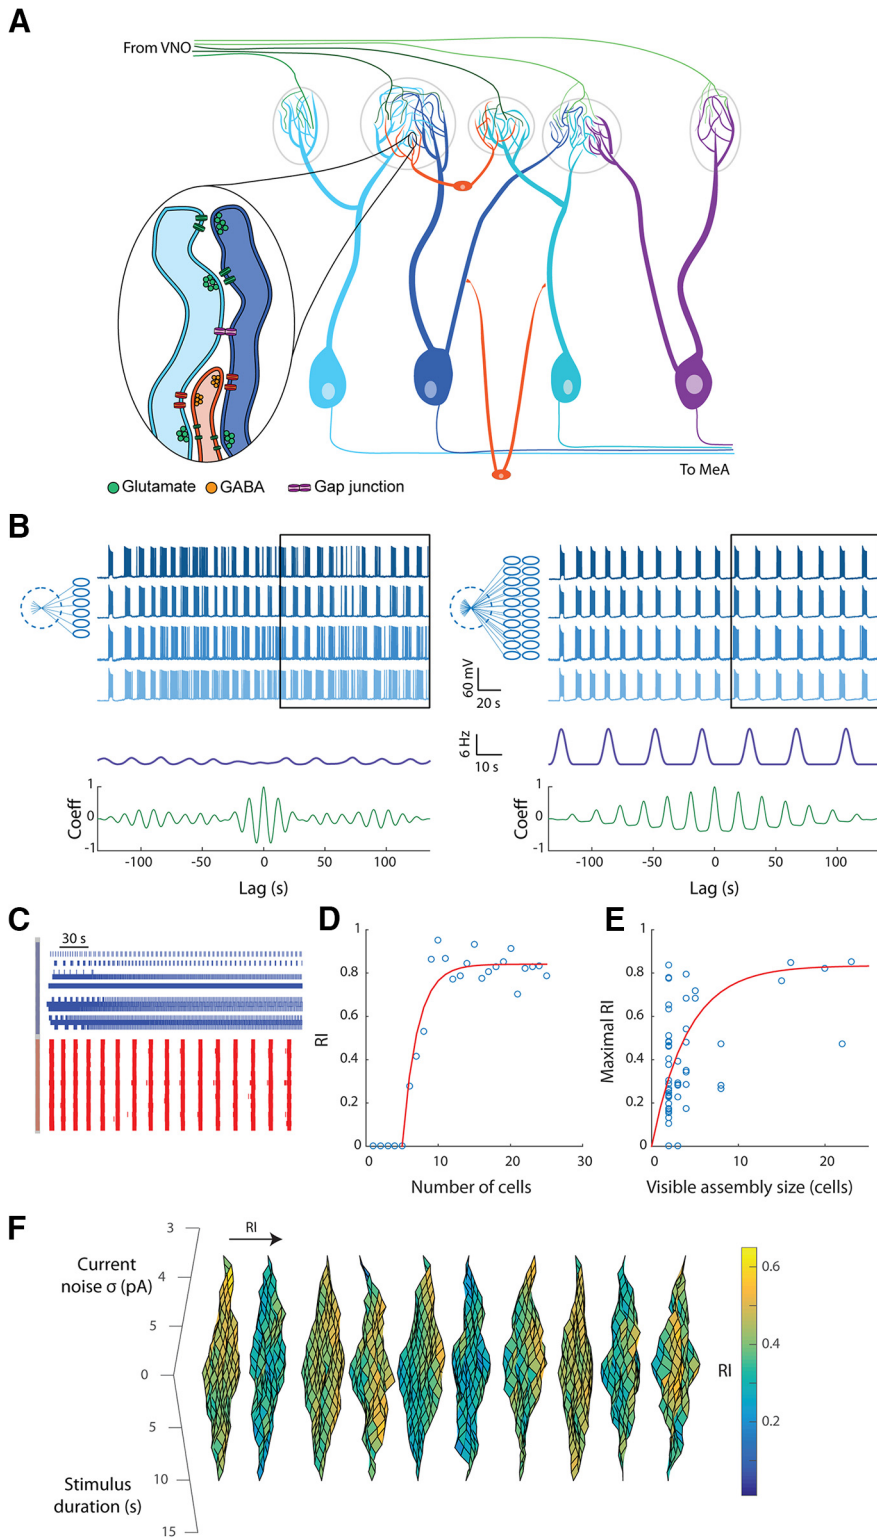 A
From VNO
To MeA
Glutamate GABA Gap junction
B
60 mV
20 s
6 Hz
10 s
Coeff
1
0
-1
-100 -50 0 50 100
Lag (s)
Coeff
1
0
-1
-100 -50 0 50 100
Lag (s)
C
30 s
D
RI
1
0.8
0.6
0.4
0.2
0
0 10 20 30
Number of cells
E
Maximal RI
1
0.8
0.6
0.4
0.2
0
0 10 20
Visible assembly size (cells)
F
3
RI
Current
noise σ (pA)
4
5
0
5
Stimulus
duration (s)
10
15
0.6
0.4
RI
0.2